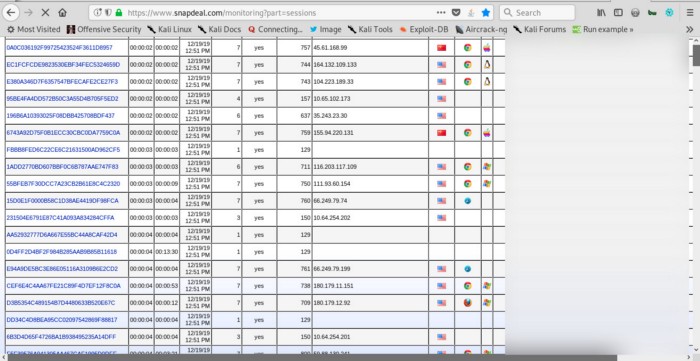 https://www.snapdeal.com/monitoring?part=sessions
Search
Most Visited Offensive Security Kali Linux Kali Docs Kali Tools Connecting... Twitter Image Kali Tools Exploit-DB Aircrack-ng Kali Forums Run example »
0A0C036192F99725423524F3611D8957 00:00:02 00:00:02 12/19/19 12:51 PM 7 yes 757 45.61.168.99
EC1FCFCDE9823530EBF34FEC5324659D 00:00:02 00:00:02 12/19/19 12:51 PM 7 yes 744 164.132.109.133
E380A346D7F6357547BFECAFE2CE27F3 00:00:02 00:00:02 12/19/19 12:51 PM 7 yes 743 104.223.189.33
95BE4FA4DD572B50C3A55D4B705F5ED2 00:00:02 00:00:02 12/19/19 12:51 PM 4 yes 157 10.65.102.173
196B6A10393025F08DBB425708BDF437 00:00:02 00:00:02 12/19/19 12:51 PM 6 yes 637 35.243.23.30
6743A92D75F0B1ECC30CBC0DA7759C0A 00:00:02 00:00:02 12/19/19 12:51 PM 7 yes 759 155.94.220.131
FBBB8FED6C22CE6C21631500AD962CF5 00:00:03 00:00:03 12/19/19 12:51 PM 1 yes 129
1ADD2770BD607BBF0C6B787AAE747F83 00:00:03 00:00:03 12/19/19 12:51 PM 6 yes 711 116.203.117.109
55BFEB7F30DCC7A23CB2B61E8C4C2320 00:00:03 00:00:09 12/19/19 12:51 PM 7 yes 750 111.93.60.154
15D0E1F0000B58C1D38AE4419DF98FCA 00:00:03 00:00:04 12/19/19 12:51 PM 7 yes 760 66.249.79.74
231504E6791E87C41A093A834284CFFA 00:00:03 00:00:03 12/19/19 12:51 PM 3 yes 150 10.64.254.202
AA52932777D6A667E55BC44A8CAF42D4 00:00:04 00:00:04 12/19/19 12:51 PM 1 yes 129
0D4FF2D4BF2F984B285AAB9B85B11618 00:00:04 00:13:30 12/19/19 12:51 PM 1 yes 129
E94A9DE5BC3E86E05116A3109B6E2CD2 00:00:04 00:00:04 12/19/19 12:51 PM 7 yes 761 66.249.79.199
CEF6E4C4AA67FE21C89F4D7EF12F8C0A 00:00:04 00:00:53 12/19/19 12:51 PM 7 yes 738 180.179.11.151
D3B5354C489154B7D4480633B520E67C 00:00:04 00:00:12 12/19/19 12:51 PM 7 yes 709 180.179.12.92
DD34C4D8BEA95CC02097542869F88817 00:00:04 00:00:04 12/19/19 12:51 PM 1 yes 129
6B3D4D65F4726BA1B938495235A14DFF 00:00:04 00:00:04 12/19/19 12:51 PM 3 yes 150 10.64.254.201